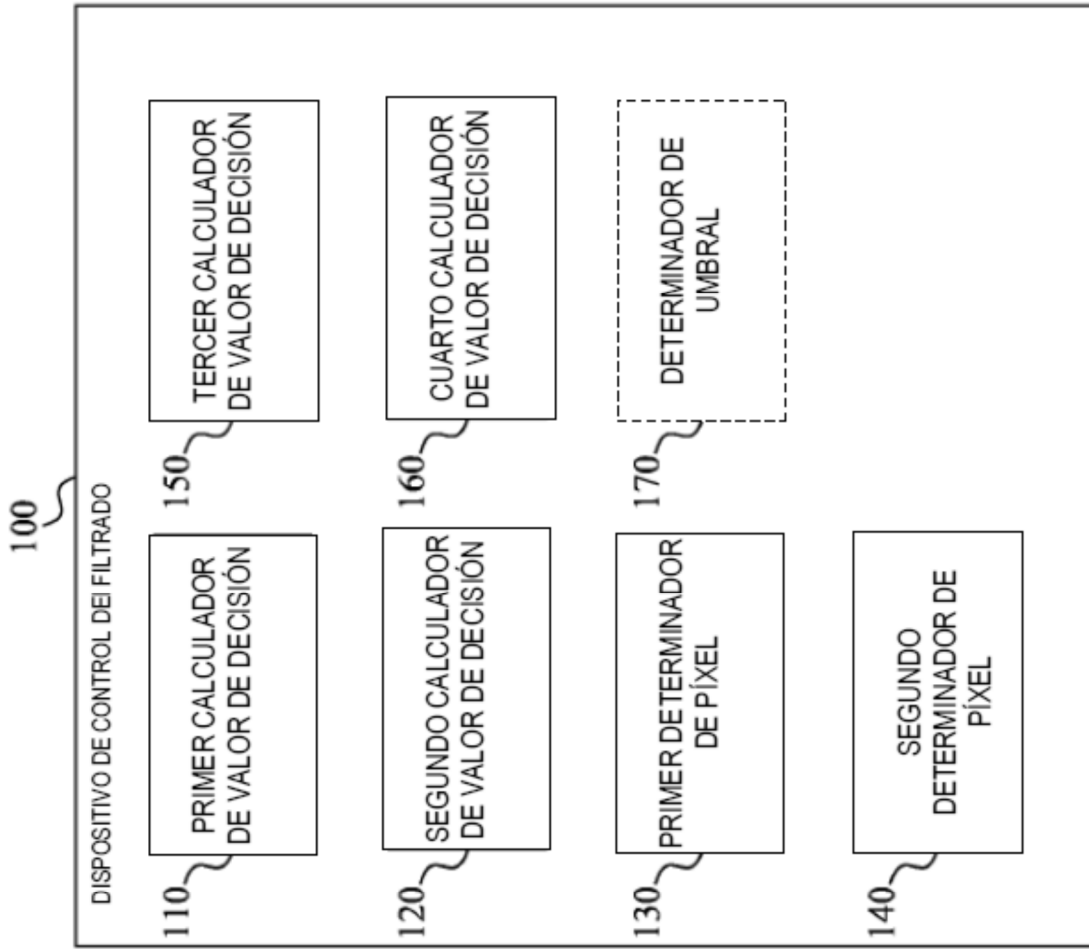 100
DISPOSITIVO DE CONTROL DEI FILTRADO
110
PRIMER CALCULADOR
DE VALOR DE DECISIÓN
150
TERCER CALCULADOR
DE VALOR DE DECISIÓN
120
SEGUNDO CALCULADOR
DE VALOR DE DECISIÓN
160
CUARTO CALCULADOR
DE VALOR DE DECISIÓN
130
PRIMER DETERMINADOR
DE PÍXEL
170
DETERMINADOR DE
UMBRAL
140
SEGUNDO
DETERMINADOR DE
PÍXEL